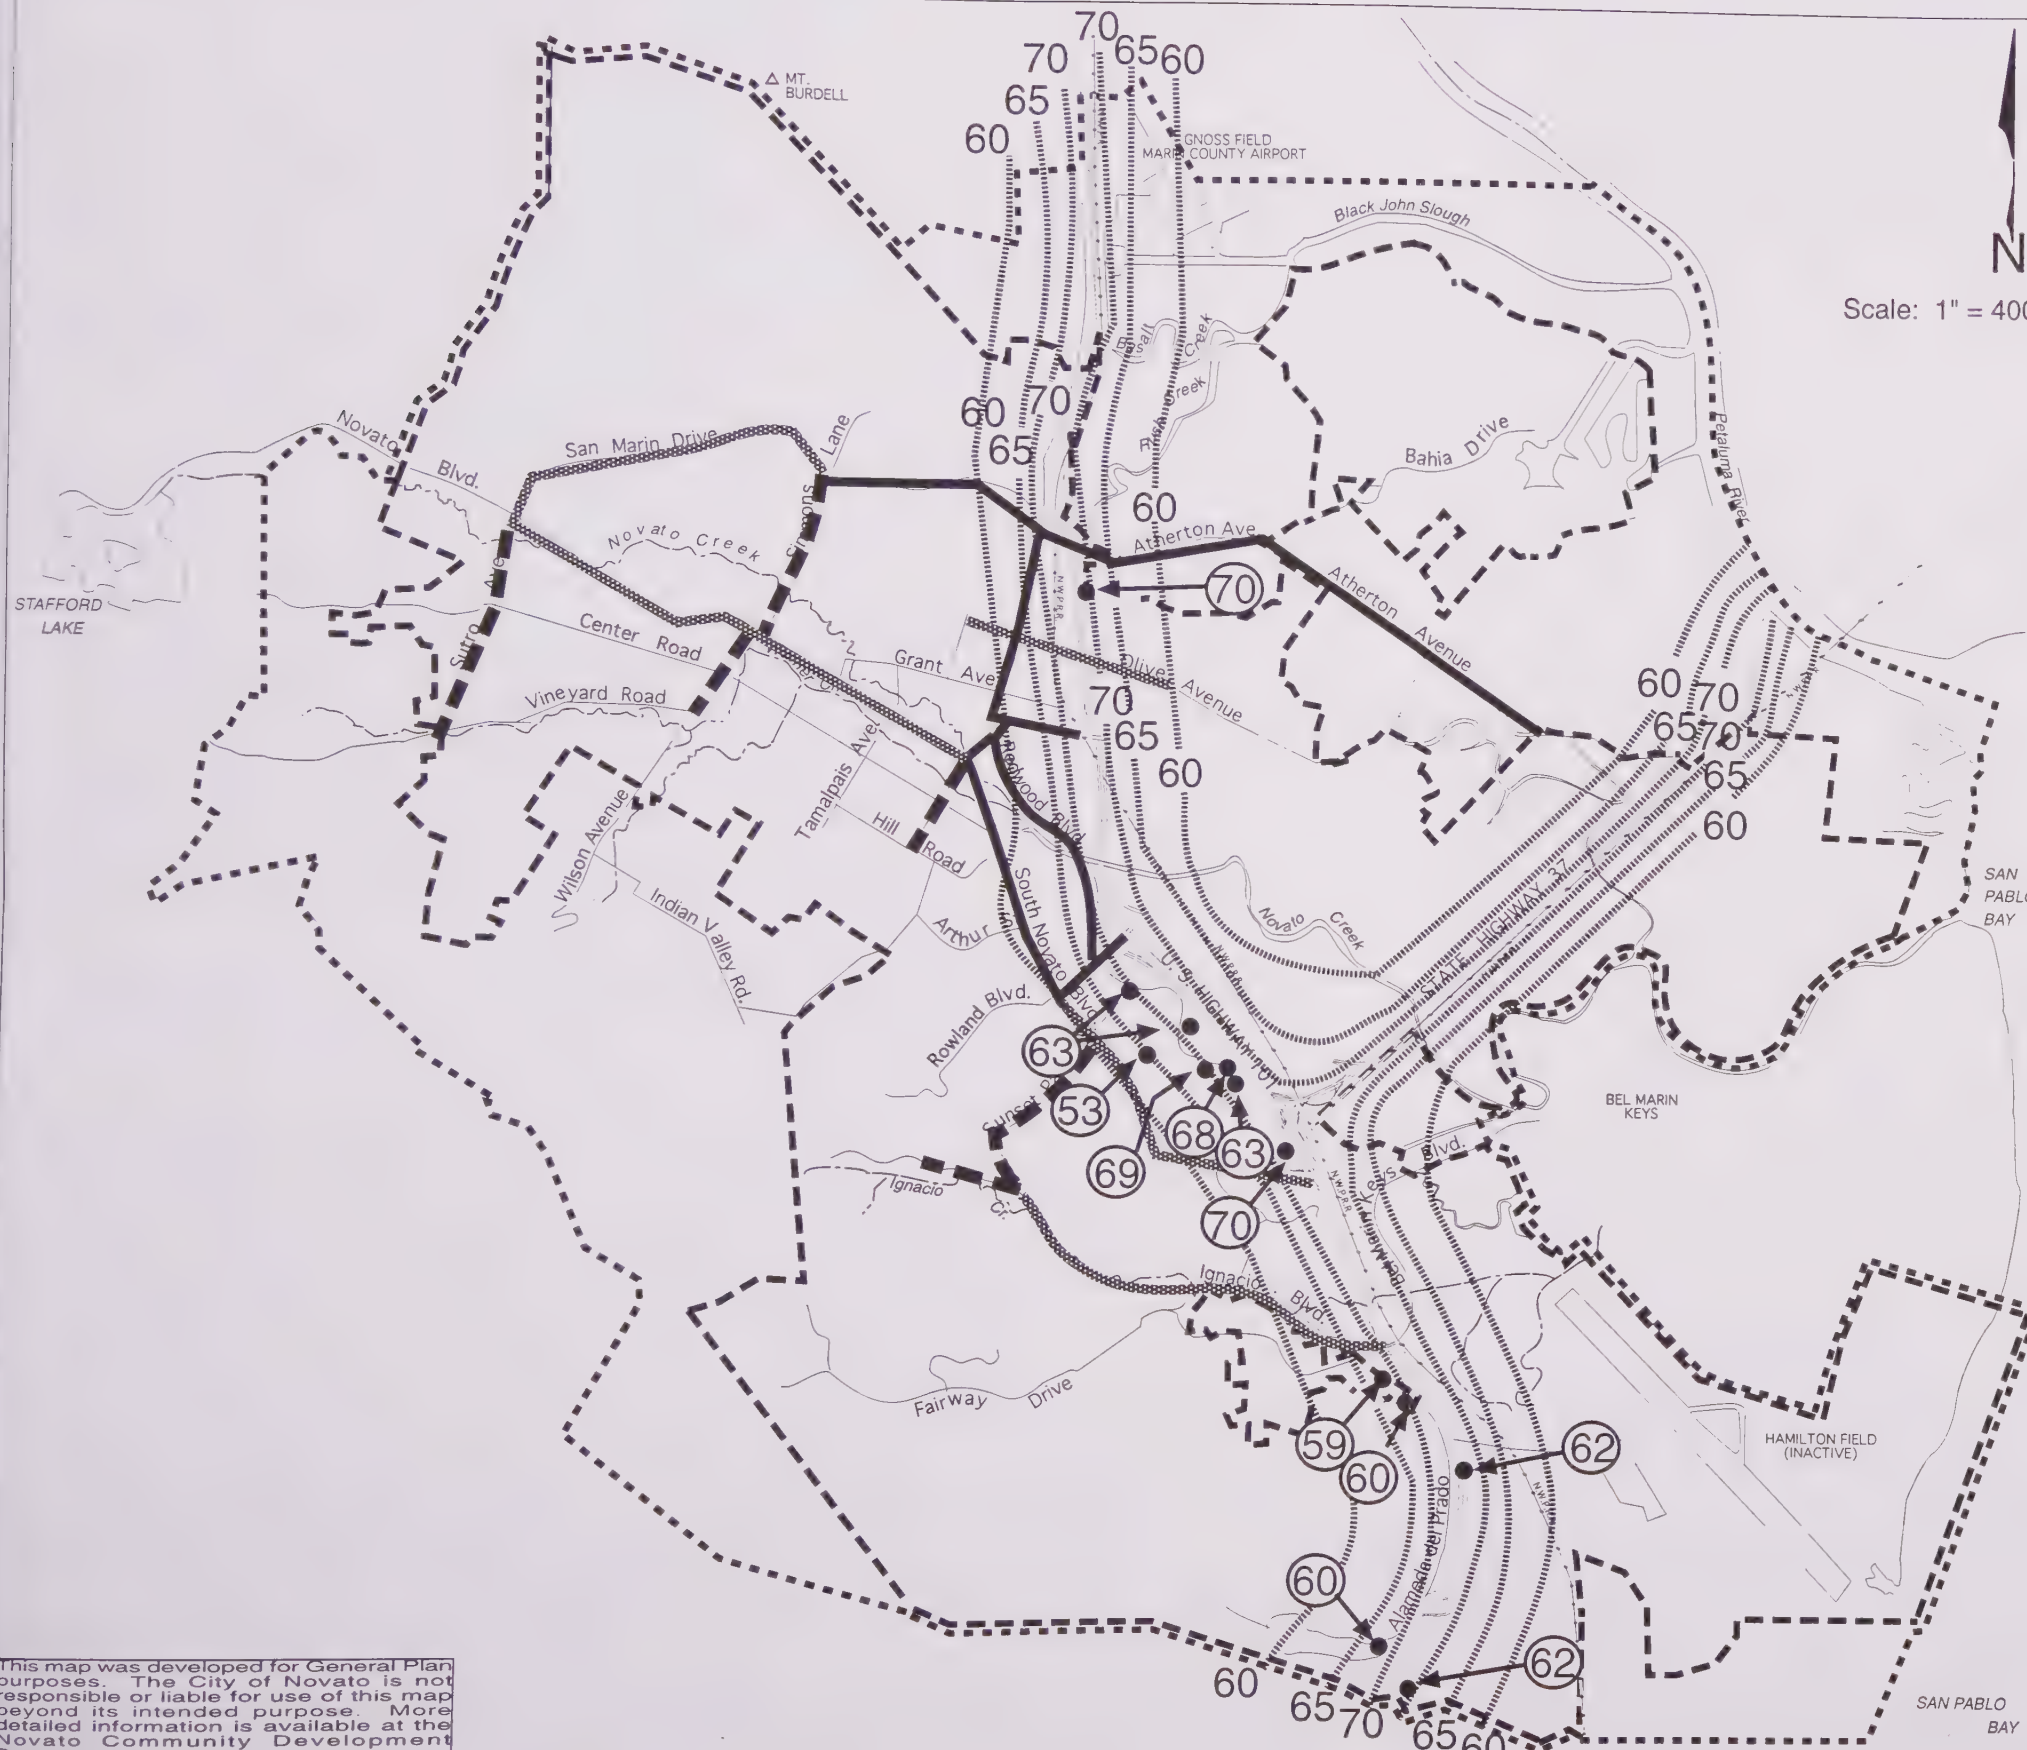 70
70
65
60
65
60
MT.
BURDELL
GNOSS FIELD
MARIN COUNTY AIRPORT
N
Black John Slough
Scale: 1" = 400
Basalt
Creek
Rush Creek
Petaluma River
60
70
65
60
Novato
Blvd.
San Marin Drive
Simmons
Lane
Bahia Drive
Novato Creek
Atherton Ave
Atherton
Avenue
N.W.P.R.R.
70
STAFFORD
LAKE
Sutro Ave
Center Road
Grant Ave
Olive Avenue
Vineyard Road
70
65
60
60
70
65
70
65
60
Redwood
Blvd.
Tamalpais Ave
Hill
Road
Wilson Avenue
Indian Valley Rd.
Arthur
South Novato
Blvd.
Novato
Creek
STATE HIGHWAY 37
SAN
PABLO
BAY
N.W.P.R.R.
U. S. HIGHWAY 101
Rowland Blvd.
63
53
69
68
63
70
Sunset
BEL MARIN
KEYS
Bel Marin Keys Blvd.
N.W.P.R.R.
Ignacio
Cr.
Ignacio
Blvd.
Fairway
Drive
59
60
62
HAMILTON FIELD
(INACTIVE)
Alameda del Prado
60
62
60
65
70
65
60
SAN PABLO
BAY
This map was developed for General Plan
purposes. The City of Novato is not
responsible or liable for use of this map
beyond its intended purpose. More
detailed information is available at the
Novato Community Development